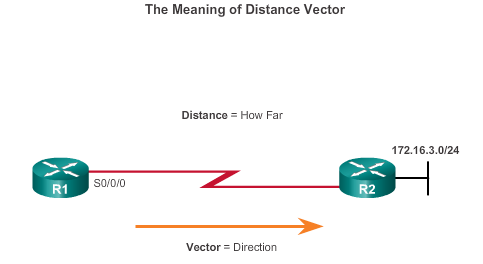 The Meaning of Distance Vector
Distance = How Far
172.16.3.0/24
R1
S0/0/0
R2
Vector = Direction